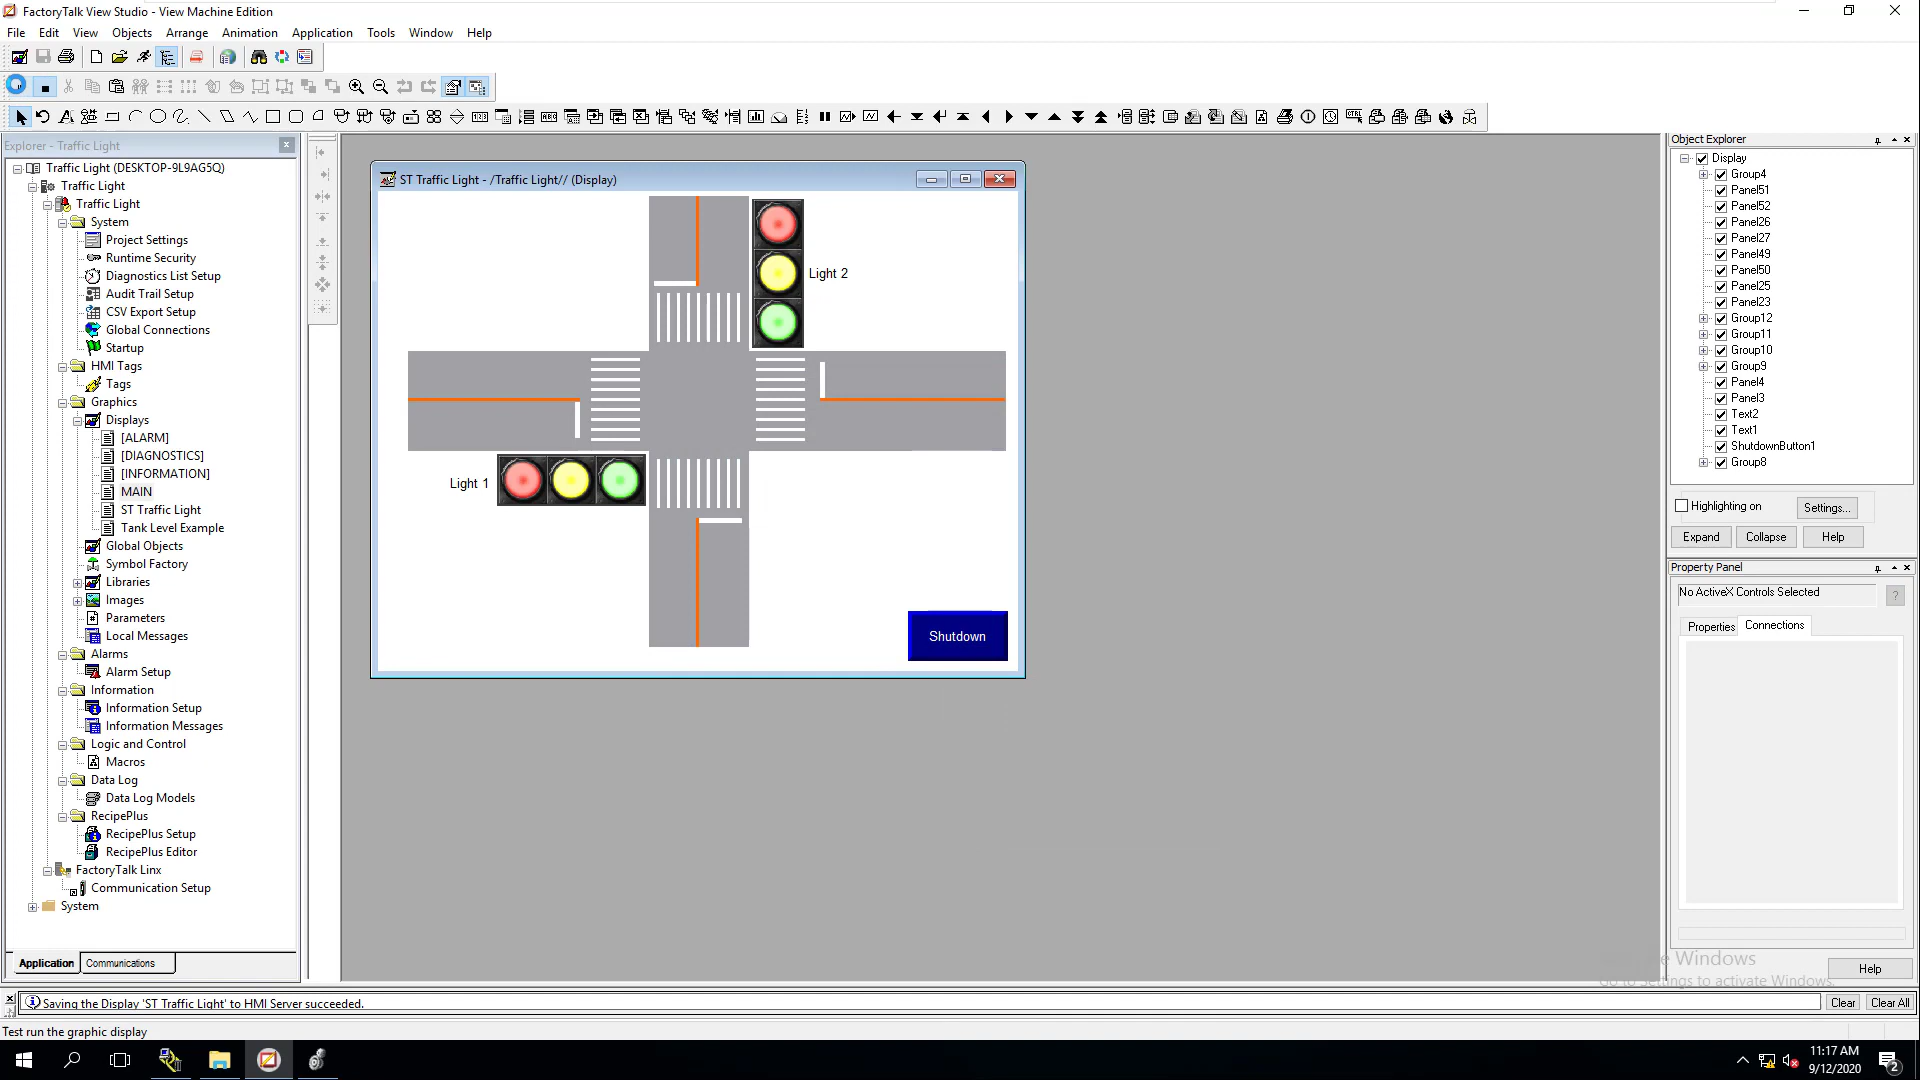 FactoryTalk View Studio - View Machine Edition
File Edit View Objects Arrange Animation Application Tools Window Help
Explorer - Traffic Light
Traffic Light (DESKTOP-9L9AG5Q)
Traffic Light
Traffic Light
System
Project Settings
Runtime Security
Diagnostics List Setup
Audit Trail Setup
CSV Export Setup
Global Connections
Startup
HMI Tags
Tags
Graphics
Displays
[ALARM]
[DIAGNOSTICS]
[INFORMATION]
MAIN
ST Traffic Light
Tank Level Example
Global Objects
Symbol Factory
Libraries
Images
Parameters
Local Messages
Alarms
Alarm Setup
Information
Information Setup
Information Messages
Logic and Control
Macros
Data Log
Data Log Models
RecipePlus
RecipePlus Setup
RecipePlus Editor
FactoryTalk Linx
Communication Setup
System
Application Communications
ST Traffic Light - /Traffic Light// (Display)
Light 2
Light 1
Shutdown
Object Explorer
Display
Group4
Panel51
Panel52
Panel26
Panel27
Panel49
Panel50
Panel25
Panel23
Group12
Group11
Group10
Group9
Panel4
Panel3
Text2
Text1
ShutdownButton1
Group8
Highlighting on Settings...
Expand Collapse Help
Property Panel
No ActiveX Controls Selected ?
Properties Connections
Windows
Help
Settings to activate Windows.
Saving the Display 'ST Traffic Light' to HMI Server succeeded.
Clear Clear All
Test run the graphic display
11:17 AM
9/12/2020
2